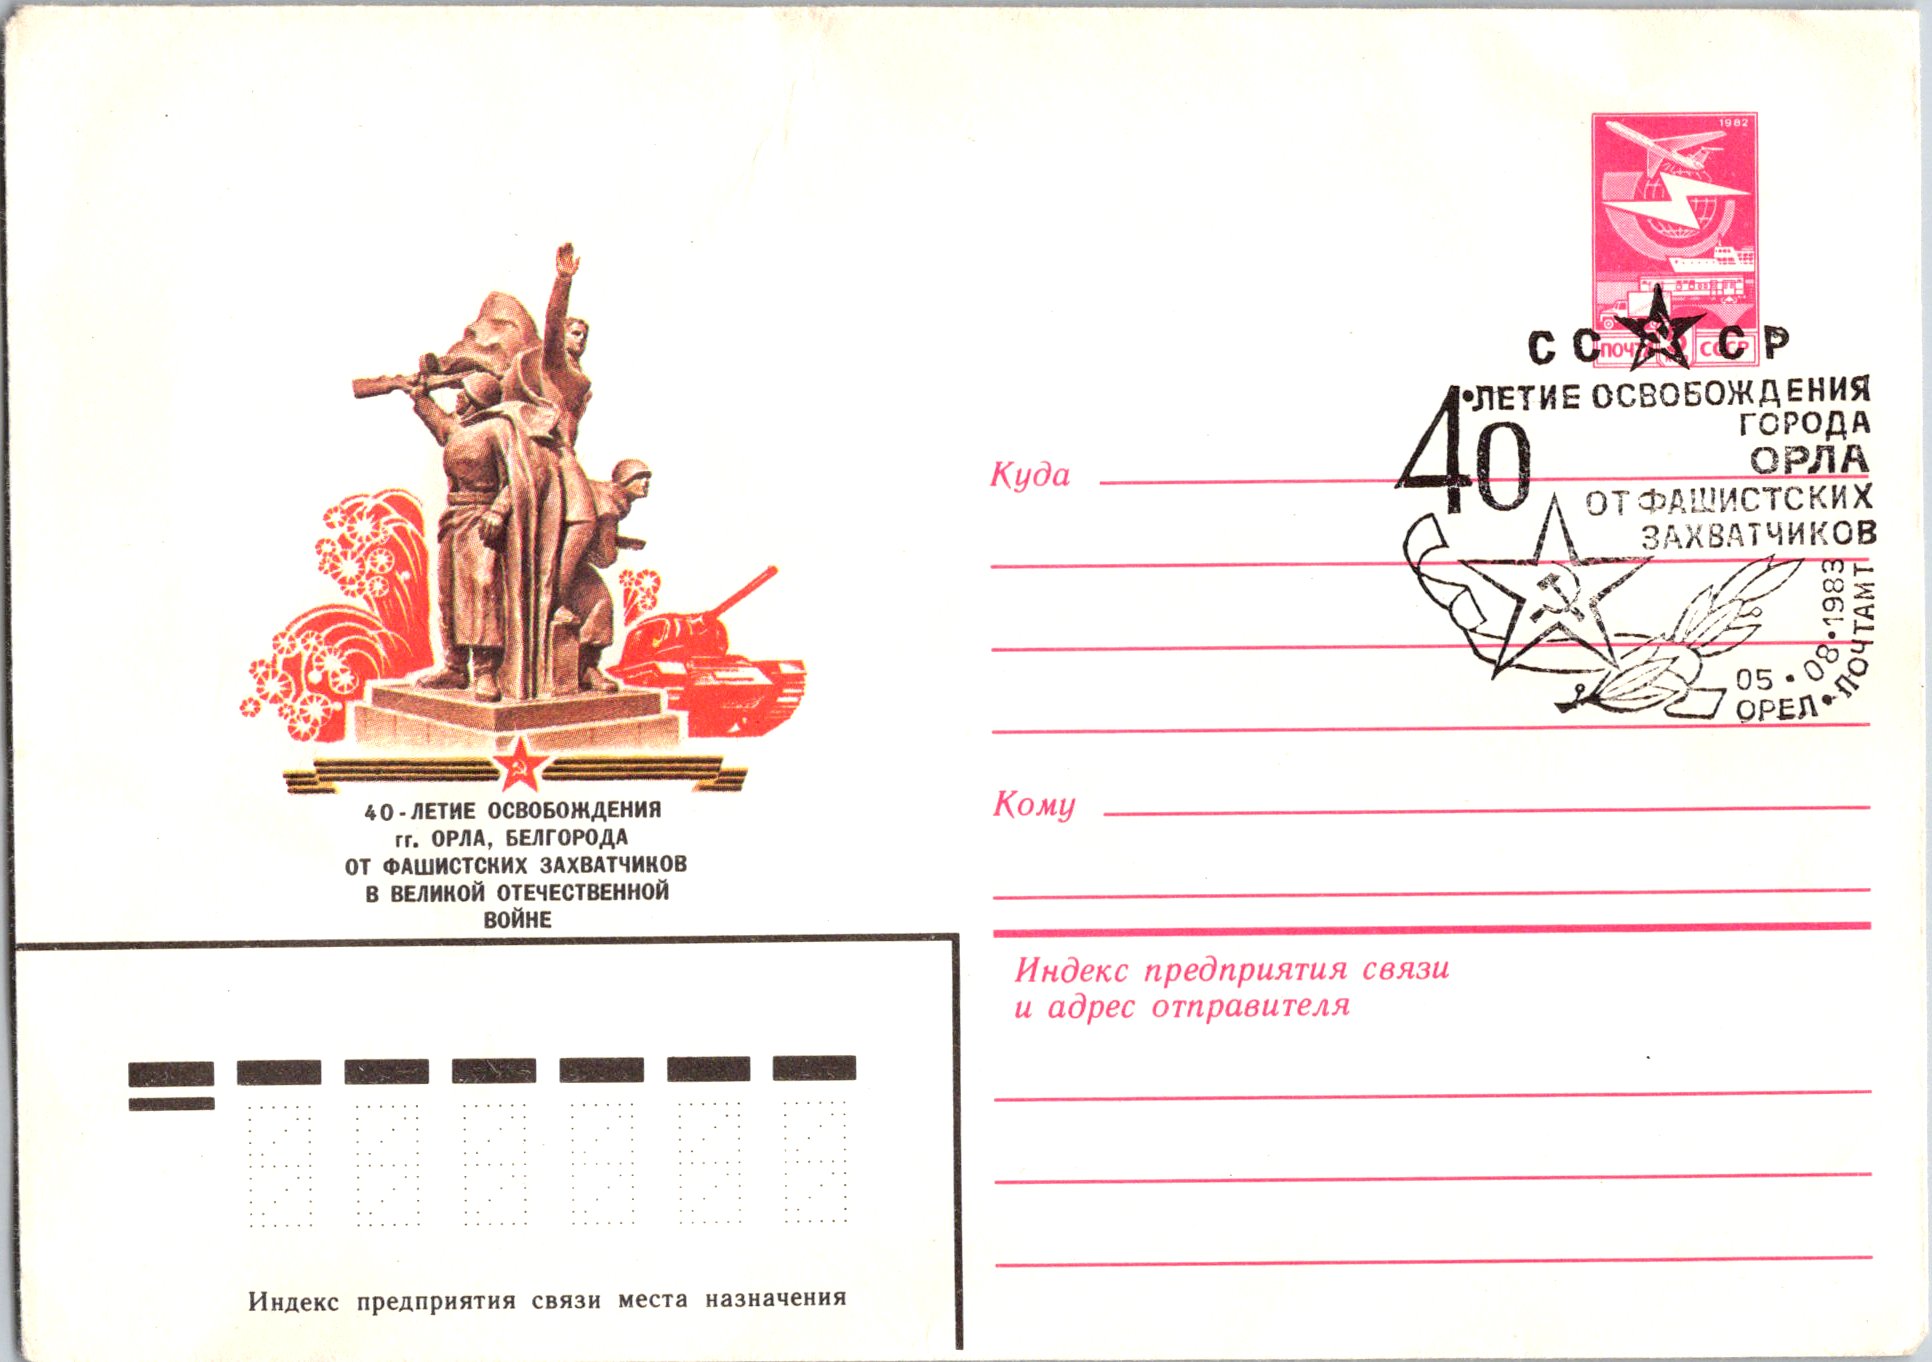 1982
ПОЧТА СССР
СССР
40-ЛЕТИЕ ОСВОБОЖДЕНИЯ
ГОРОДА
ОРЛА
ОТ ФАШИСТСКИХ
ЗАХВАТЧИКОВ
05•08•1983
ОРЕЛ•ПОЧТАМТ
40-ЛЕТИЕ ОСВОБОЖДЕНИЯ
гг. ОРЛА, БЕЛГОРОДА
ОТ ФАШИСТСКИХ ЗАХВАТЧИКОВ
В ВЕЛИКОЙ ОТЕЧЕСТВЕННОЙ
ВОЙНЕ
Куда
Кому
Индекс предприятия связи
и адрес отправителя
Индекс предприятия связи места назначения